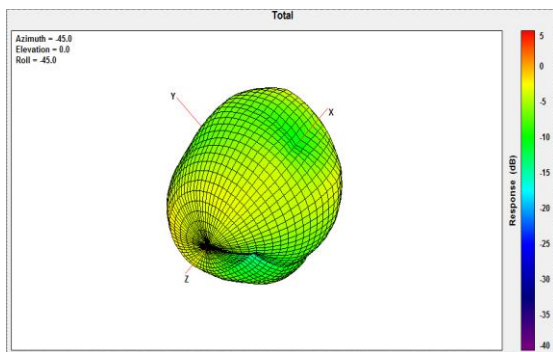 Total
Azimuth = -45.0
Elevation = 0.0
Roll = -45.0
Y
X
Z
5
0
-5
-10
-15
-20
-25
-30
-35
-40
Response (dB)